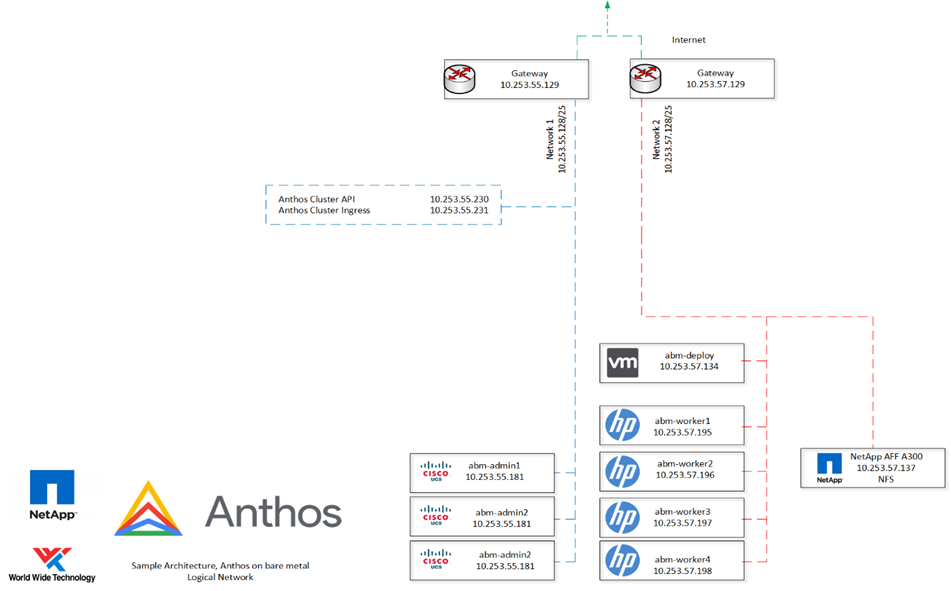 Internet
Gateway
10.253.55.129
Gateway
10.253.57.129
Network 1
10.253.55.128/25
Network 2
10.253.57.128/25
Anthos Cluster API 10.253.55.230
Anthos Cluster Ingress 10.253.55.231
vm
abm-deploy
10.253.57.134
hp
abm-worker1
10.253.57.195
hp
abm-worker2
10.253.57.196
hp
abm-worker3
10.253.57.197
hp
abm-worker4
10.253.57.198
CISCO
UCS
abm-admin1
10.253.55.181
CISCO
UCS
abm-admin2
10.253.55.181
CISCO
UCS
abm-admin2
10.253.55.181
NetApp
NetApp AFF A300
10.253.57.137
NFS
NetApp™
World Wide Technology
Anthos
Sample Architecture, Anthos on bare metal
Logical Network